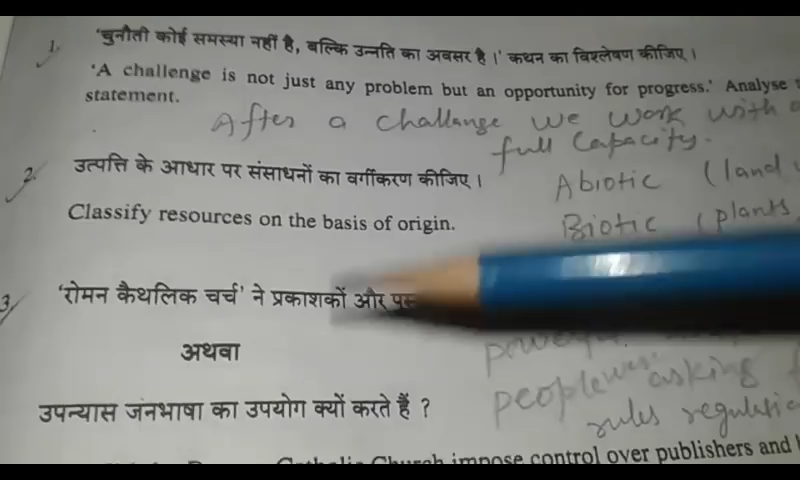 1. 'चुनौती कोई समस्या नहीं है, बल्कि उन्नति का अवसर है।' कथन का विश्लेषण कीजिए।
'A challenge is not just any problem but an opportunity for progress.' Analyse
statement.
After a challange we work with
full capacity.
2. उत्पत्ति के आधार पर संसाधनों का वर्गीकरण कीजिए।
Abiotic (land
Classify resources on the basis of origin.
Biotic (plants
3. 'रोमन कैथलिक चर्च' ने प्रकाशकों और
अथवा
people asking
उपन्यास जनभाषा का उपयोग क्यों करते हैं ?
rules
Catholic Church impose control over publishers and